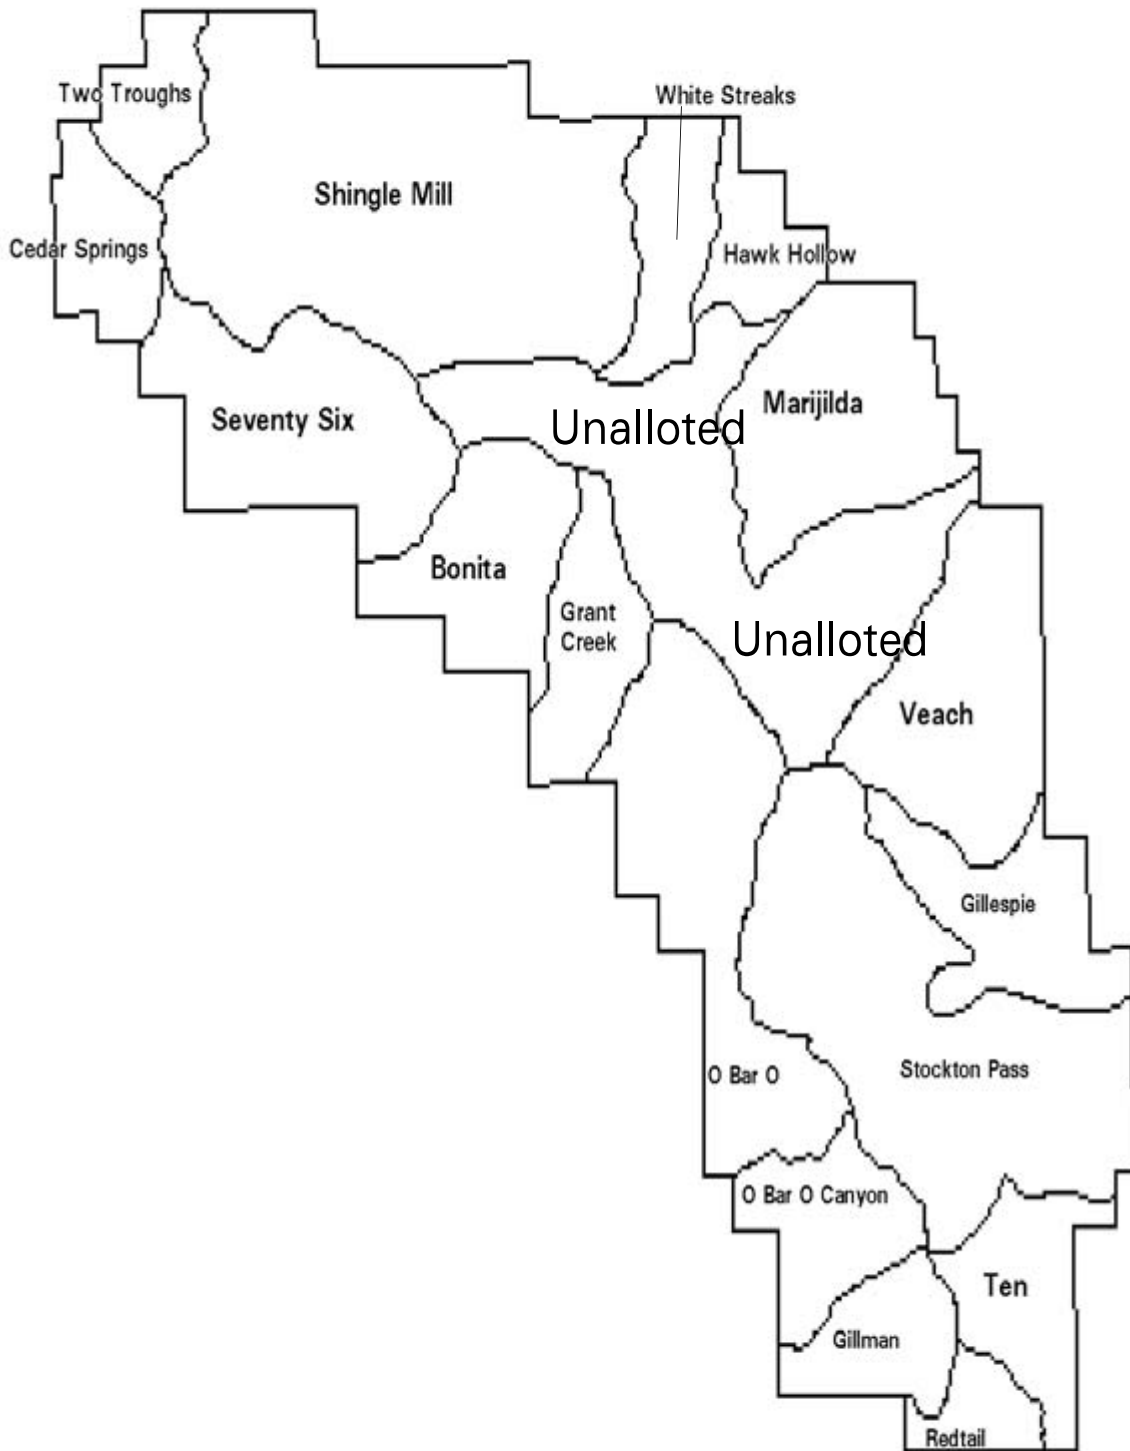 Two Troughs
White Streaks
Shingle Mill
Cedar Springs
Hawk Hollow
Seventy Six
Marijilda
Unalloted
Bonita
Grant
Creek
Unalloted
Veach
Gillespie
O Bar O
Stockton Pass
O Bar O Canyon
Ten
Gillman
Redtail